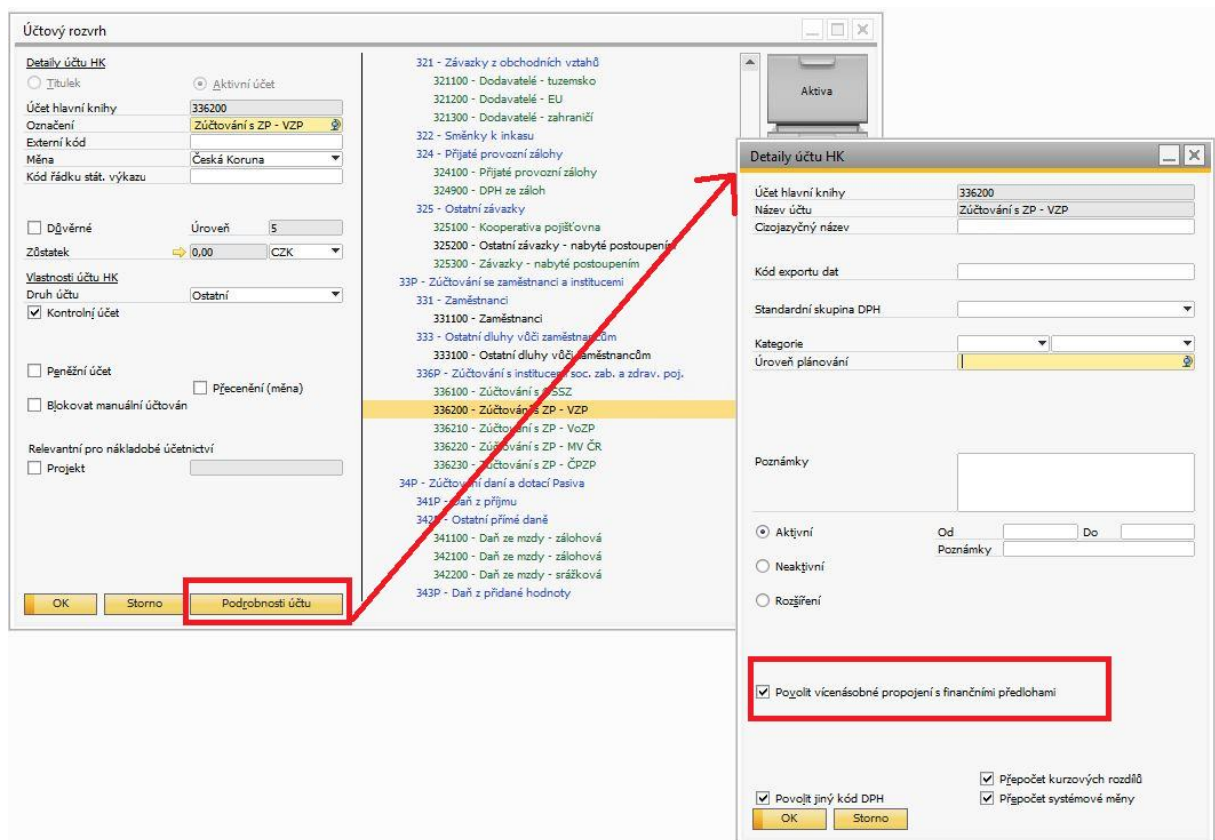 Účtový rozvrh
Detaily účtu HK
Titulek
Aktivní účet
Účet hlavní knihy 336200
Označení Zúčtování s ZP - VZP
Externí kód
Měna Česká Koruna
Kód řádku stát. výkazu
Důvěrné Úroveň 5
Zůstatek 0,00 CZK
Vlastnosti účtu HK
Druh účtu Ostatní
Kontrolní účet
Peněžní účet
Přecenění (měna)
Blokovat manuální účtován
Relevantní pro nákladobé účetnictví
Projekt
OK Storno Podrobnosti účtu
321 - Závazky z obchodních vztahů
321100 - Dodavatelé - tuzemsko
321200 - Dodavatelé - EU
321300 - Dodavatelé - zahraničí
322 - Směnky k inkasu
324 - Přijaté provozní zálohy
324100 - Přijaté provozní zálohy
324900 - DPH ze záloh
325 - Ostatní závazky
325100 - Kooperativa pojišťovna
325200 - Ostatní závazky - nabyté postoupením
325300 - Závazky - nabyté postoupením
33P - Zúčtování se zaměstnanci a institucemi
331 - Zaměstnanci
331100 - Zaměstnanci
333 - Ostatní dluhy vůči zaměstnancům
333100 - Ostatní dluhy vůči zaměstnancům
336P - Zúčtování s institucemi soc. zab. a zdrav. poj.
336100 - Zúčtování s OSSZ
336200 - Zúčtování s ZP - VZP
336210 - Zúčtování s ZP - VoZP
336220 - Zúčtování s ZP - MV ČR
336230 - Zúčtování s ZP - ČPZP
34P - Zúčtování daní a dotací Pasiva
341P - Daň z příjmu
342P - Ostatní přímé daně
341100 - Daň ze mzdy - zálohová
342100 - Daň ze mzdy - zálohová
342200 - Daň ze mzdy - srážková
343P - Daň z přidané hodnoty
Aktiva
Detaily účtu HK
Účet hlavní knihy 336200
Název účtu Zúčtování s ZP - VZP
Cizojazyčný název
Kód exportu dat
Standardní skupina DPH
Kategorie
Úroveň plánování
Poznámky
Aktivní Od Do
Poznámky
Neaktivní
Rozšíření
Povolit vícenásobné propojení s finančními předlohami
Přepočet kurzových rozdílů
Povolit jiný kód DPH Přepočet systémové měny
OK Storno